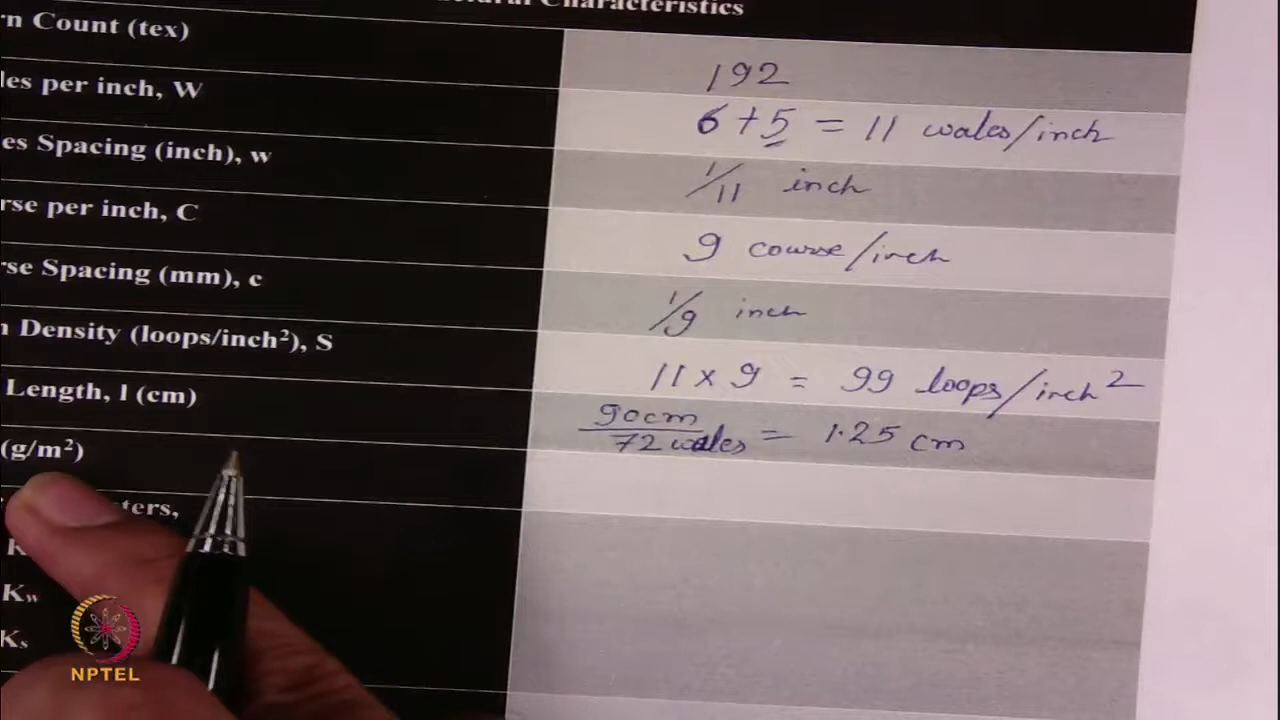 Characteristics
n Count (tex)
192
les per inch, W
6 + 5 = 11 wales/inch
es Spacing (inch), w
1/11 inch
rse per inch, C
9 course/inch
rse Spacing (mm), c
1/9 inch
n Density (loops/inch²), S
11 x 9 = 99 loops/inch²
Length, l (cm)
90cm
72 wales = 1.25 cm
(g/m²)
ters,
K
Kw
Ks
NPTEL